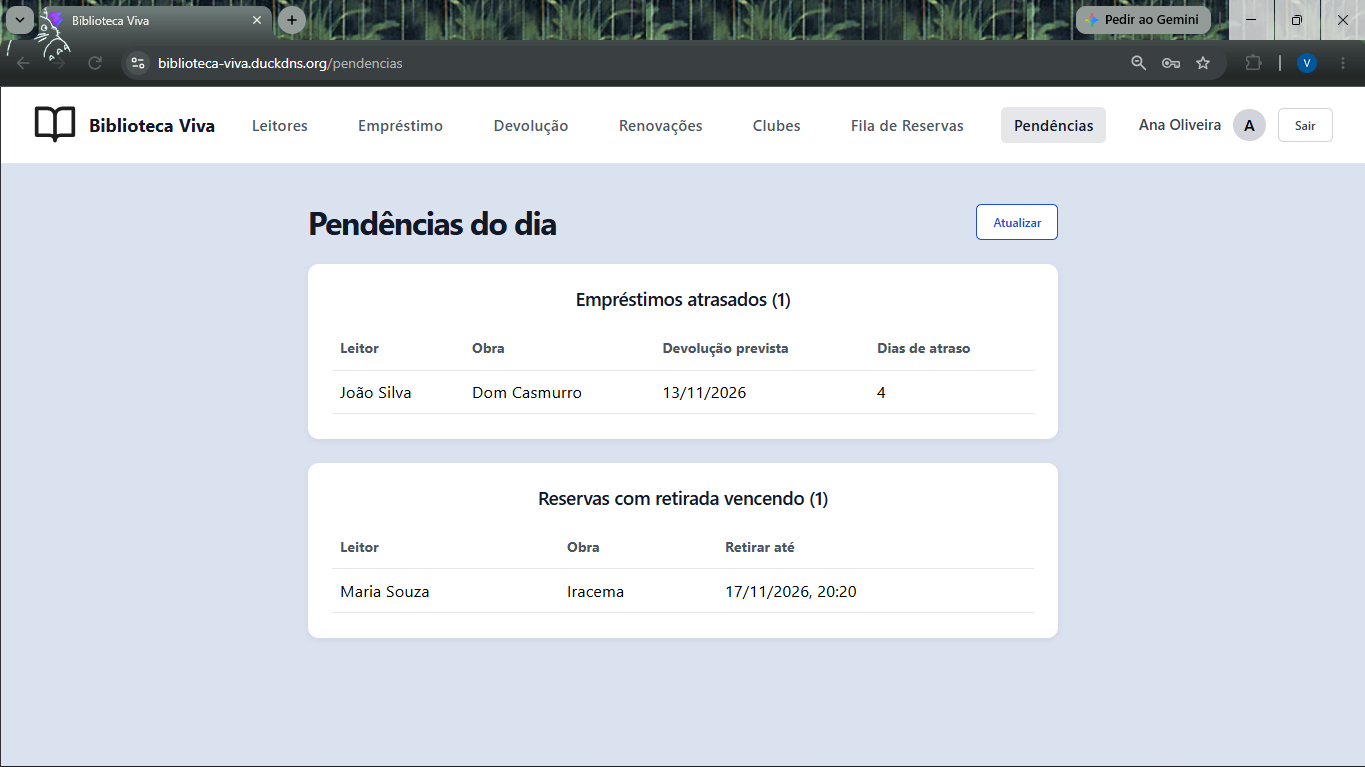 Biblioteca Viva
Pedir ao Gemini
biblioteca-viva.duckdns.org/pendencias
V
Biblioteca Viva Leitores Empréstimo Devolução Renovações Clubes Fila de Reservas Pendências Ana Oliveira A Sair
Pendências do dia Atualizar
Empréstimos atrasados (1)
Leitor Obra Devolução prevista Dias de atraso
João Silva Dom Casmurro 13/11/2026 4
Reservas com retirada vencendo (1)
Leitor Obra Retirar até
Maria Souza Iracema 17/11/2026, 20:20